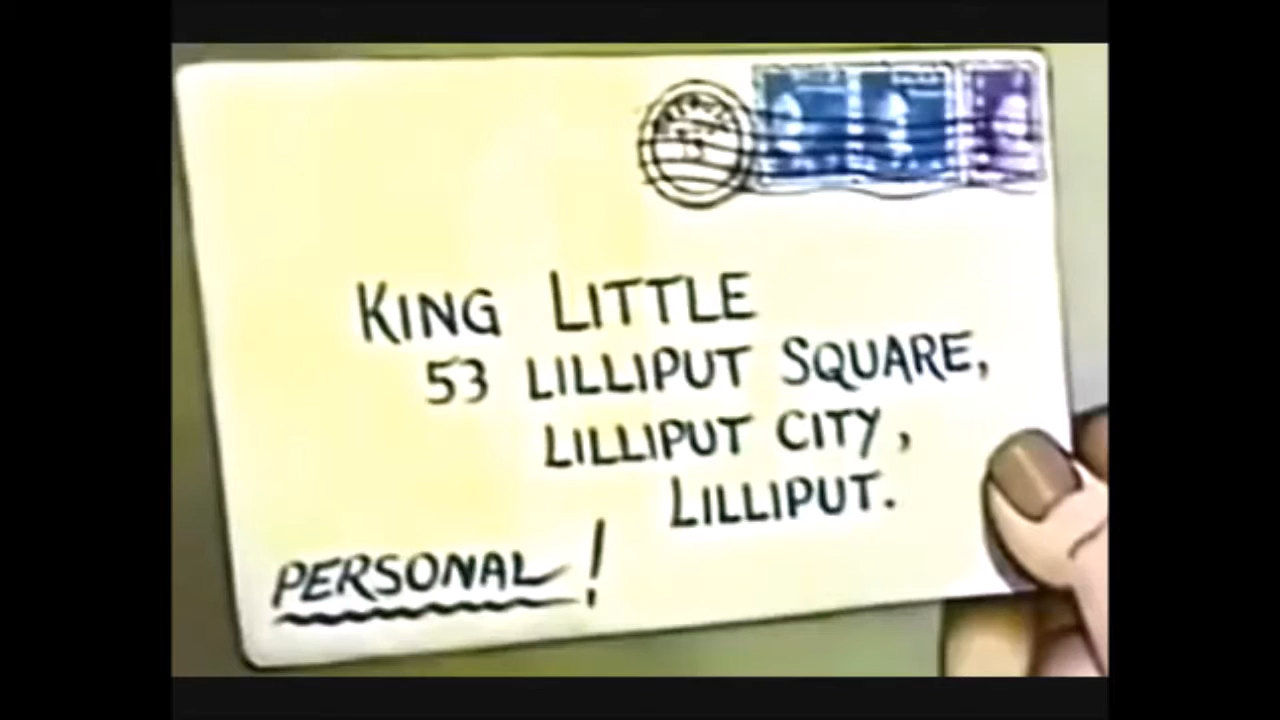 KING LITTLE
53 LILLIPUT SQUARE,
LILLIPUT CITY,
LILLIPUT.
PERSONAL!